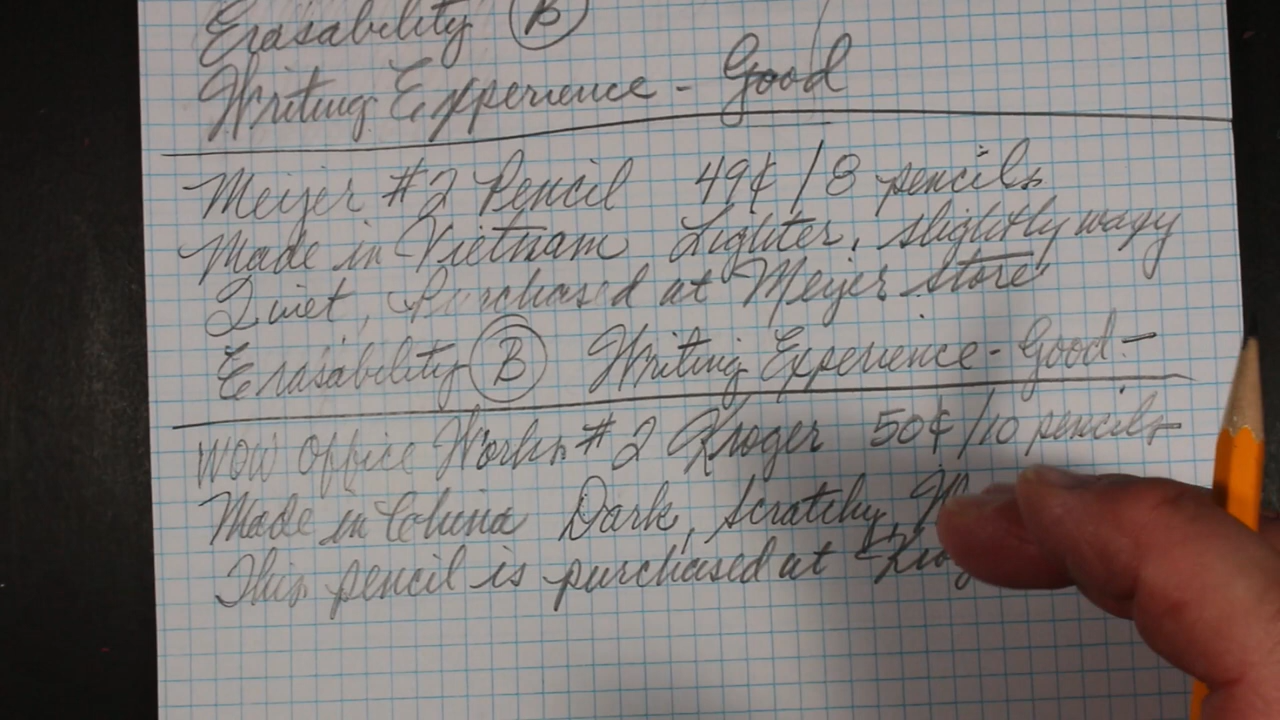 Erasability B
Writing Experience - Good
Meijer #2 Pencil 49¢ / 8 pencils
Made in Vietnam Lighter, slightly waxy
Quiet, Purchased at Meijer store
Erasability B Writing Experience - Good -
WOW Office Works #2 Kroger 50¢ / 10 pencils
Made in China Dark, Scratchy,
This pencil is purchased at